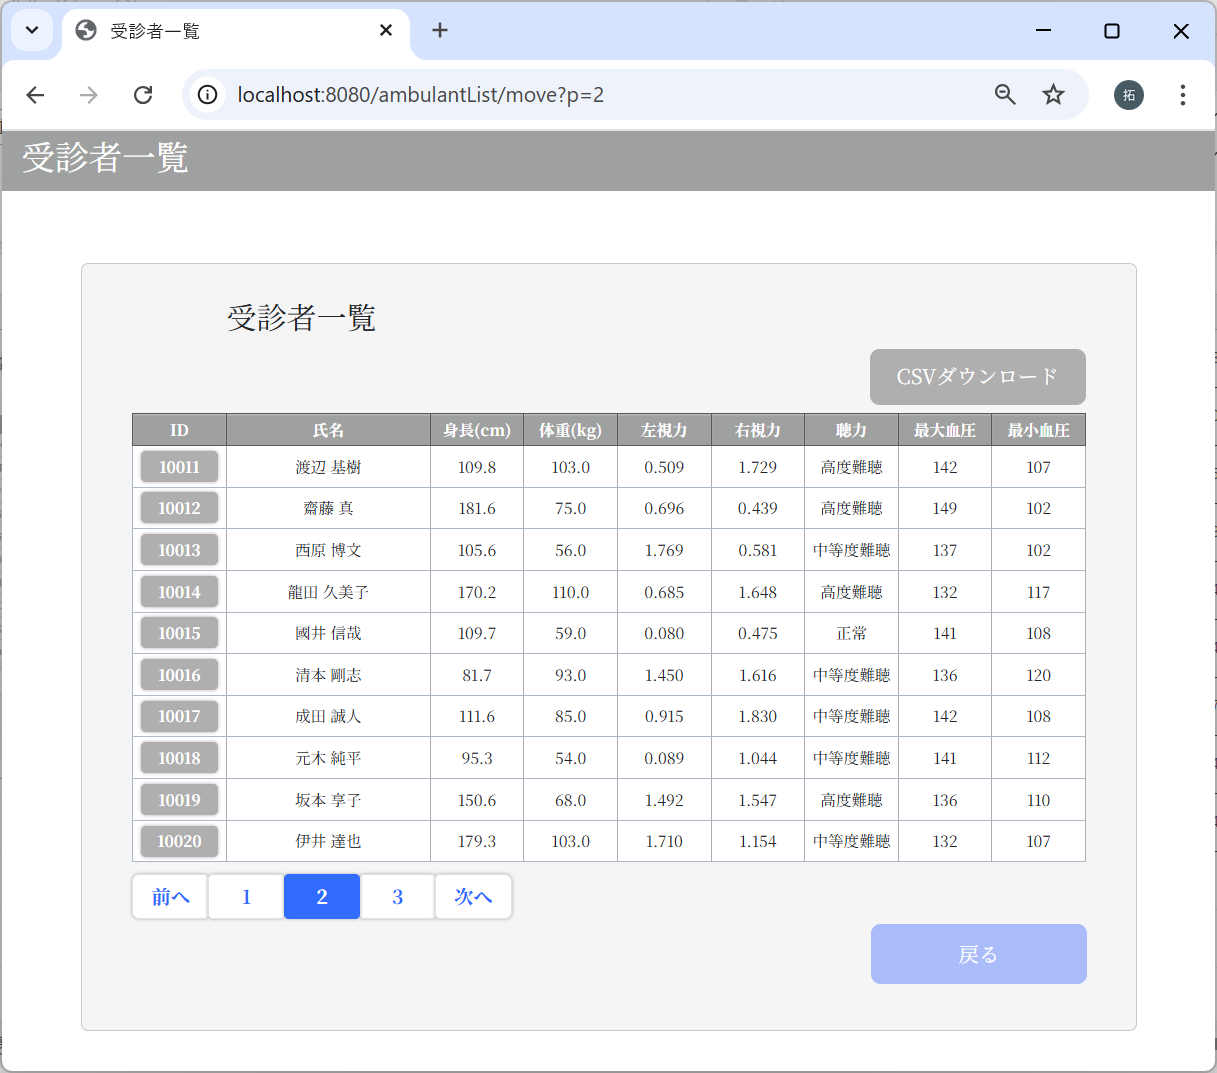 受診者一覧
localhost:8080/ambulantList/move?p=2
拓
受診者一覧
受診者一覧
CSVダウンロード
ID 氏名 身長(cm) 体重(kg) 左視力 右視力 聴力 最大血圧 最小血圧
10011 渡辺 基樹 109.8 103.0 0.509 1.729 高度難聴 142 107
10012 齋藤 真 181.6 75.0 0.696 0.439 高度難聴 149 102
10013 西原 博文 105.6 56.0 1.769 0.581 中等度難聴 137 102
10014 龍田 久美子 170.2 110.0 0.685 1.648 高度難聴 132 117
10015 國井 信哉 109.7 59.0 0.080 0.475 正常 141 108
10016 清本 剛志 81.7 93.0 1.450 1.616 中等度難聴 136 120
10017 成田 誠人 111.6 85.0 0.915 1.830 中等度難聴 142 108
10018 元木 純平 95.3 54.0 0.089 1.044 中等度難聴 141 112
10019 坂本 享子 150.6 68.0 1.492 1.547 高度難聴 136 110
10020 伊井 達也 179.3 103.0 1.710 1.154 中等度難聴 132 107
前へ 1 2 3 次へ
戻る